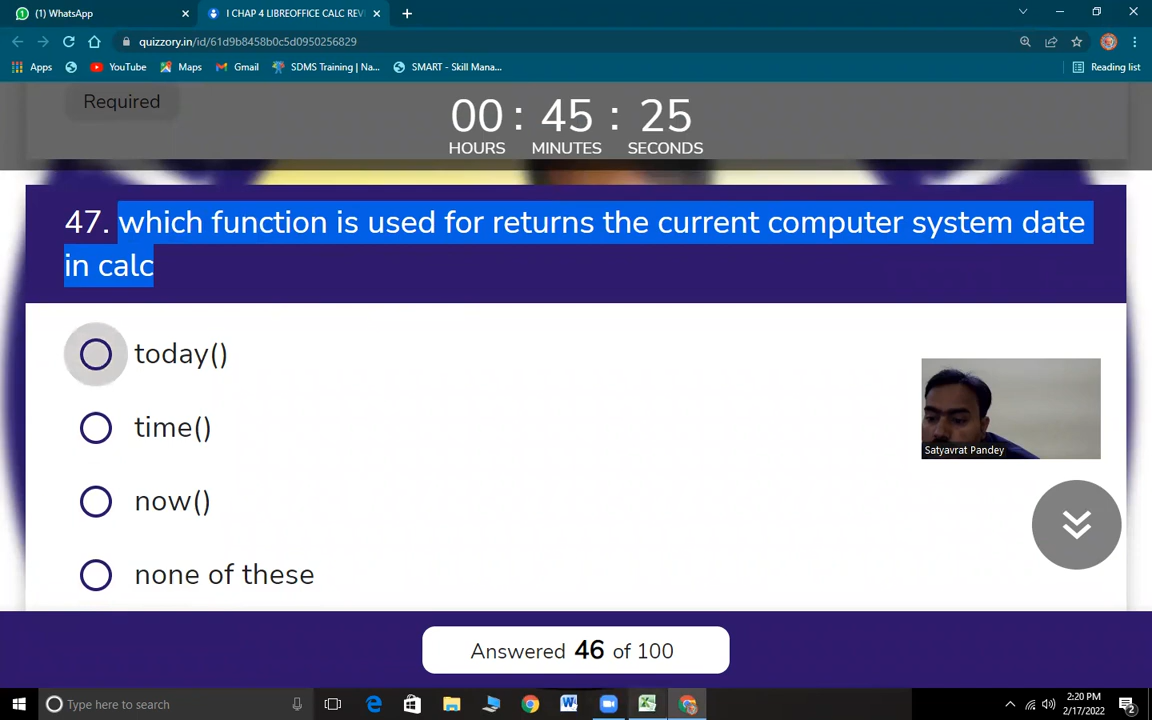 (1) WhatsApp
I CHAP 4 LIBREOFFICE CALC REV
quizzory.in/id/61d9b8458b0c5d0950256829
Apps
YouTube
Maps
Gmail
SDMS Training | Na...
SMART - Skill Mana...
Reading list
Required
00 : 45 : 25
HOURS MINUTES SECONDS
47. which function is used for returns the current computer system date
in calc
today()
time()
now()
none of these
Satyavrat Pandey
Answered 46 of 100
Type here to search
2:20 PM
2/17/2022
2